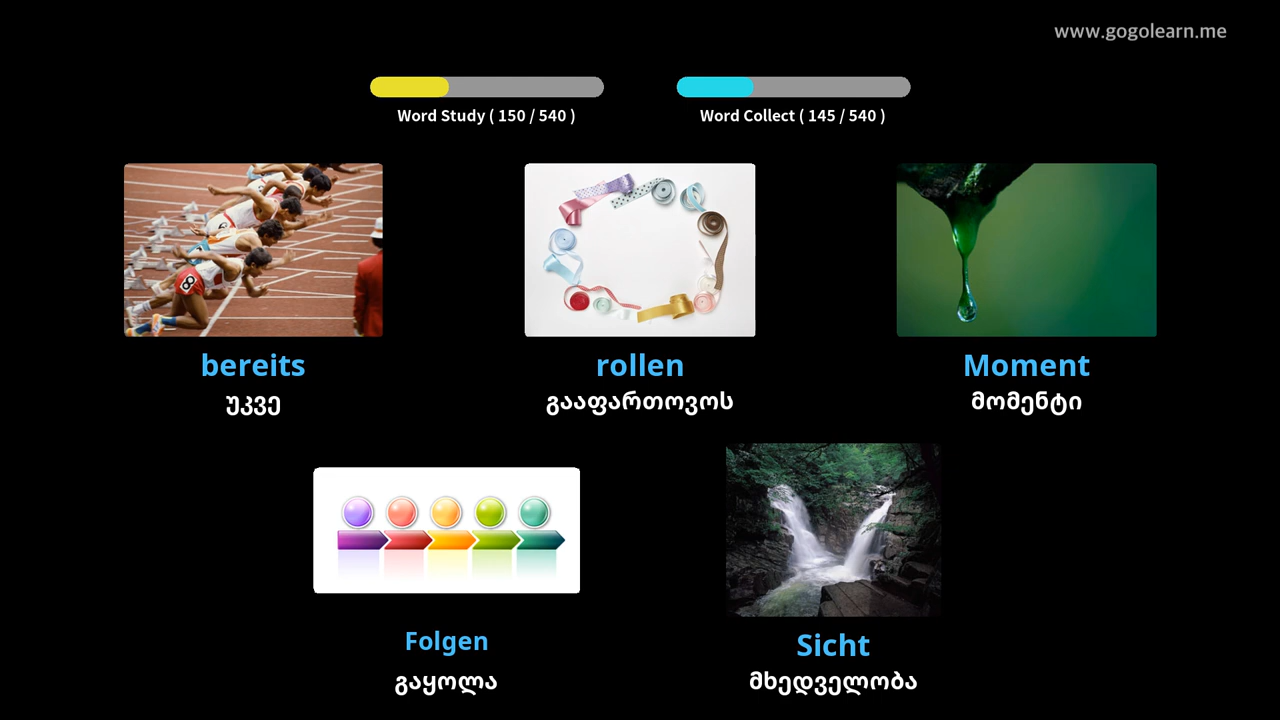 www.gogolearn.me
Word Study ( 150 / 540 )
Word Collect ( 145 / 540 )
bereits
უკვე
rollen
გააფართოვოს
Moment
მომენტი
Folgen
გაყოლა
Sicht
მხედველობა